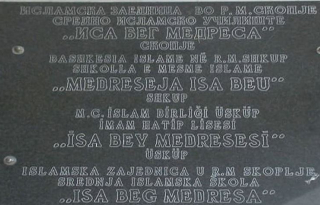 ИСЛАМСКА ЗАЕДНИЦА ВО Р.М.СКОПЈЕ
СРЕДНО ИСЛАМСКО УЧИЛИШТЕ
,,ИСА БЕГ МЕДРЕСА"
СКОПЈЕ
BASHKESIA ISLAME NË R.M.SHKUP
SHKOLLA E MESME ISLAME
,,MEDRESEJA ISA BEU"
SHKUP
M.C.İSLAM BİRLİĞİ ÜSKÜP
İMAM HATİP LİSESİ
,,İSA BEY MEDRESESİ"
ÜSKÜP
ISLAMSKA ZAJEDNICA U R.M SKOPLJE
SREDNJA ISLAMSKA ŠKOLA
,,ISA BEG MEDRESA"